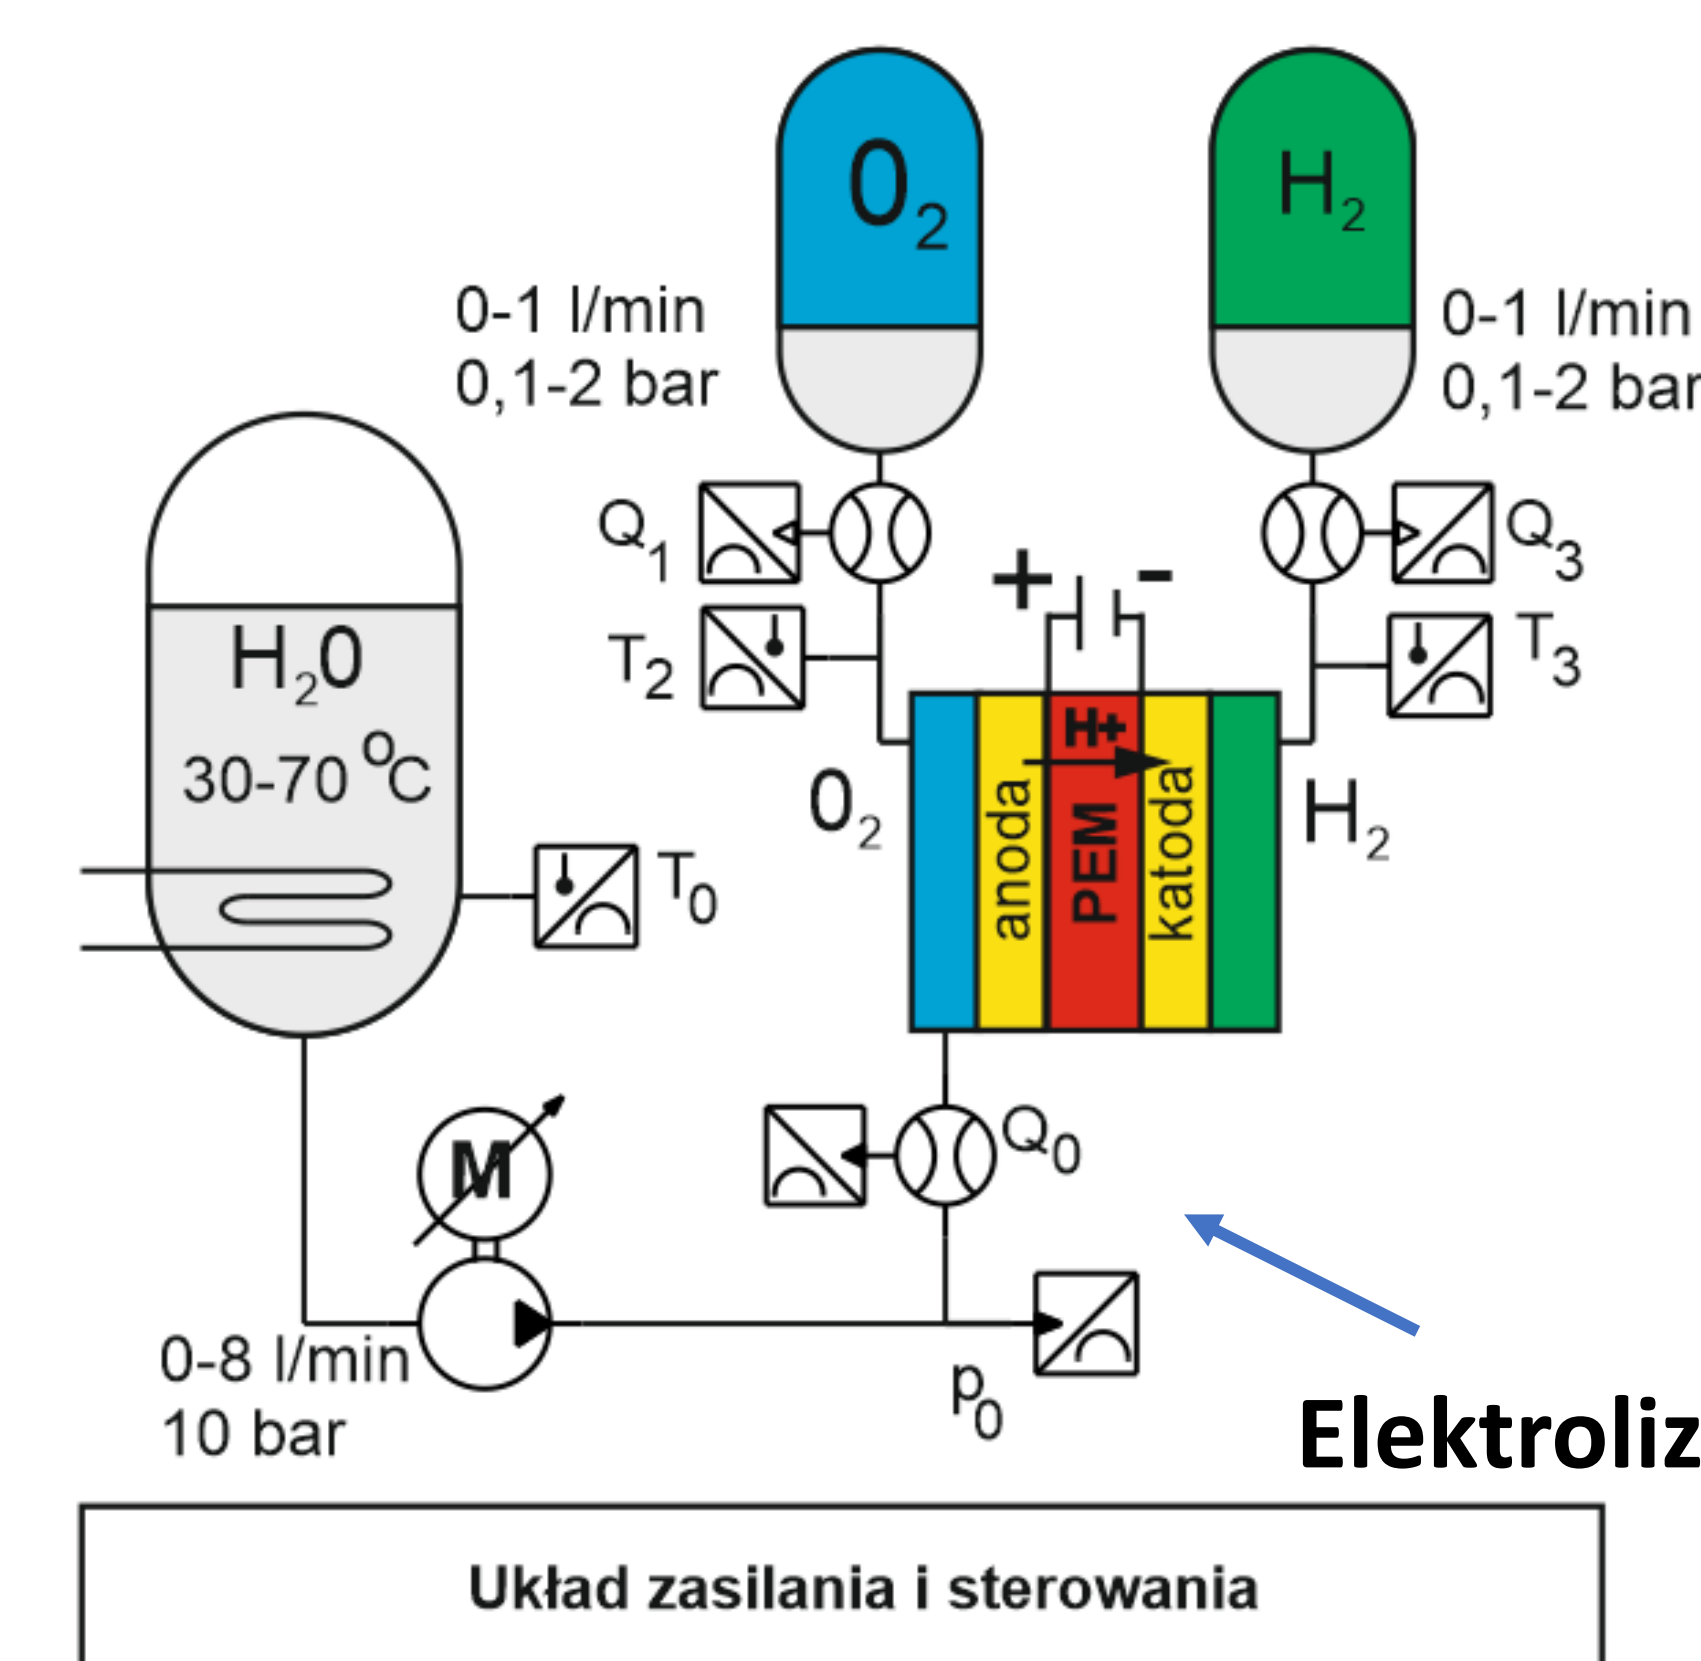 O₂
H₂
0-1 l/min
0,1-2 bar
0-1 l/min
0,1-2 bar
Q₁
Q₃
+ -
T₂
T₃
H₂O
30-70 °C
H+
O₂
anoda
PEM
katoda
H₂
T₀
Q₀
M
0-8 l/min
10 bar
p₀
Elektroliz
Układ zasilania i sterowania